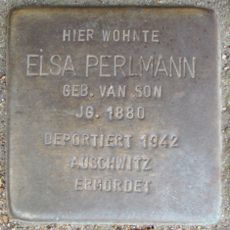 HIER WOHNTE
ELSA PERLMANN
GEB. VAN SON
JG. 1880
DEPORTIERT 1942
AUSCHWITZ
ERMORDET